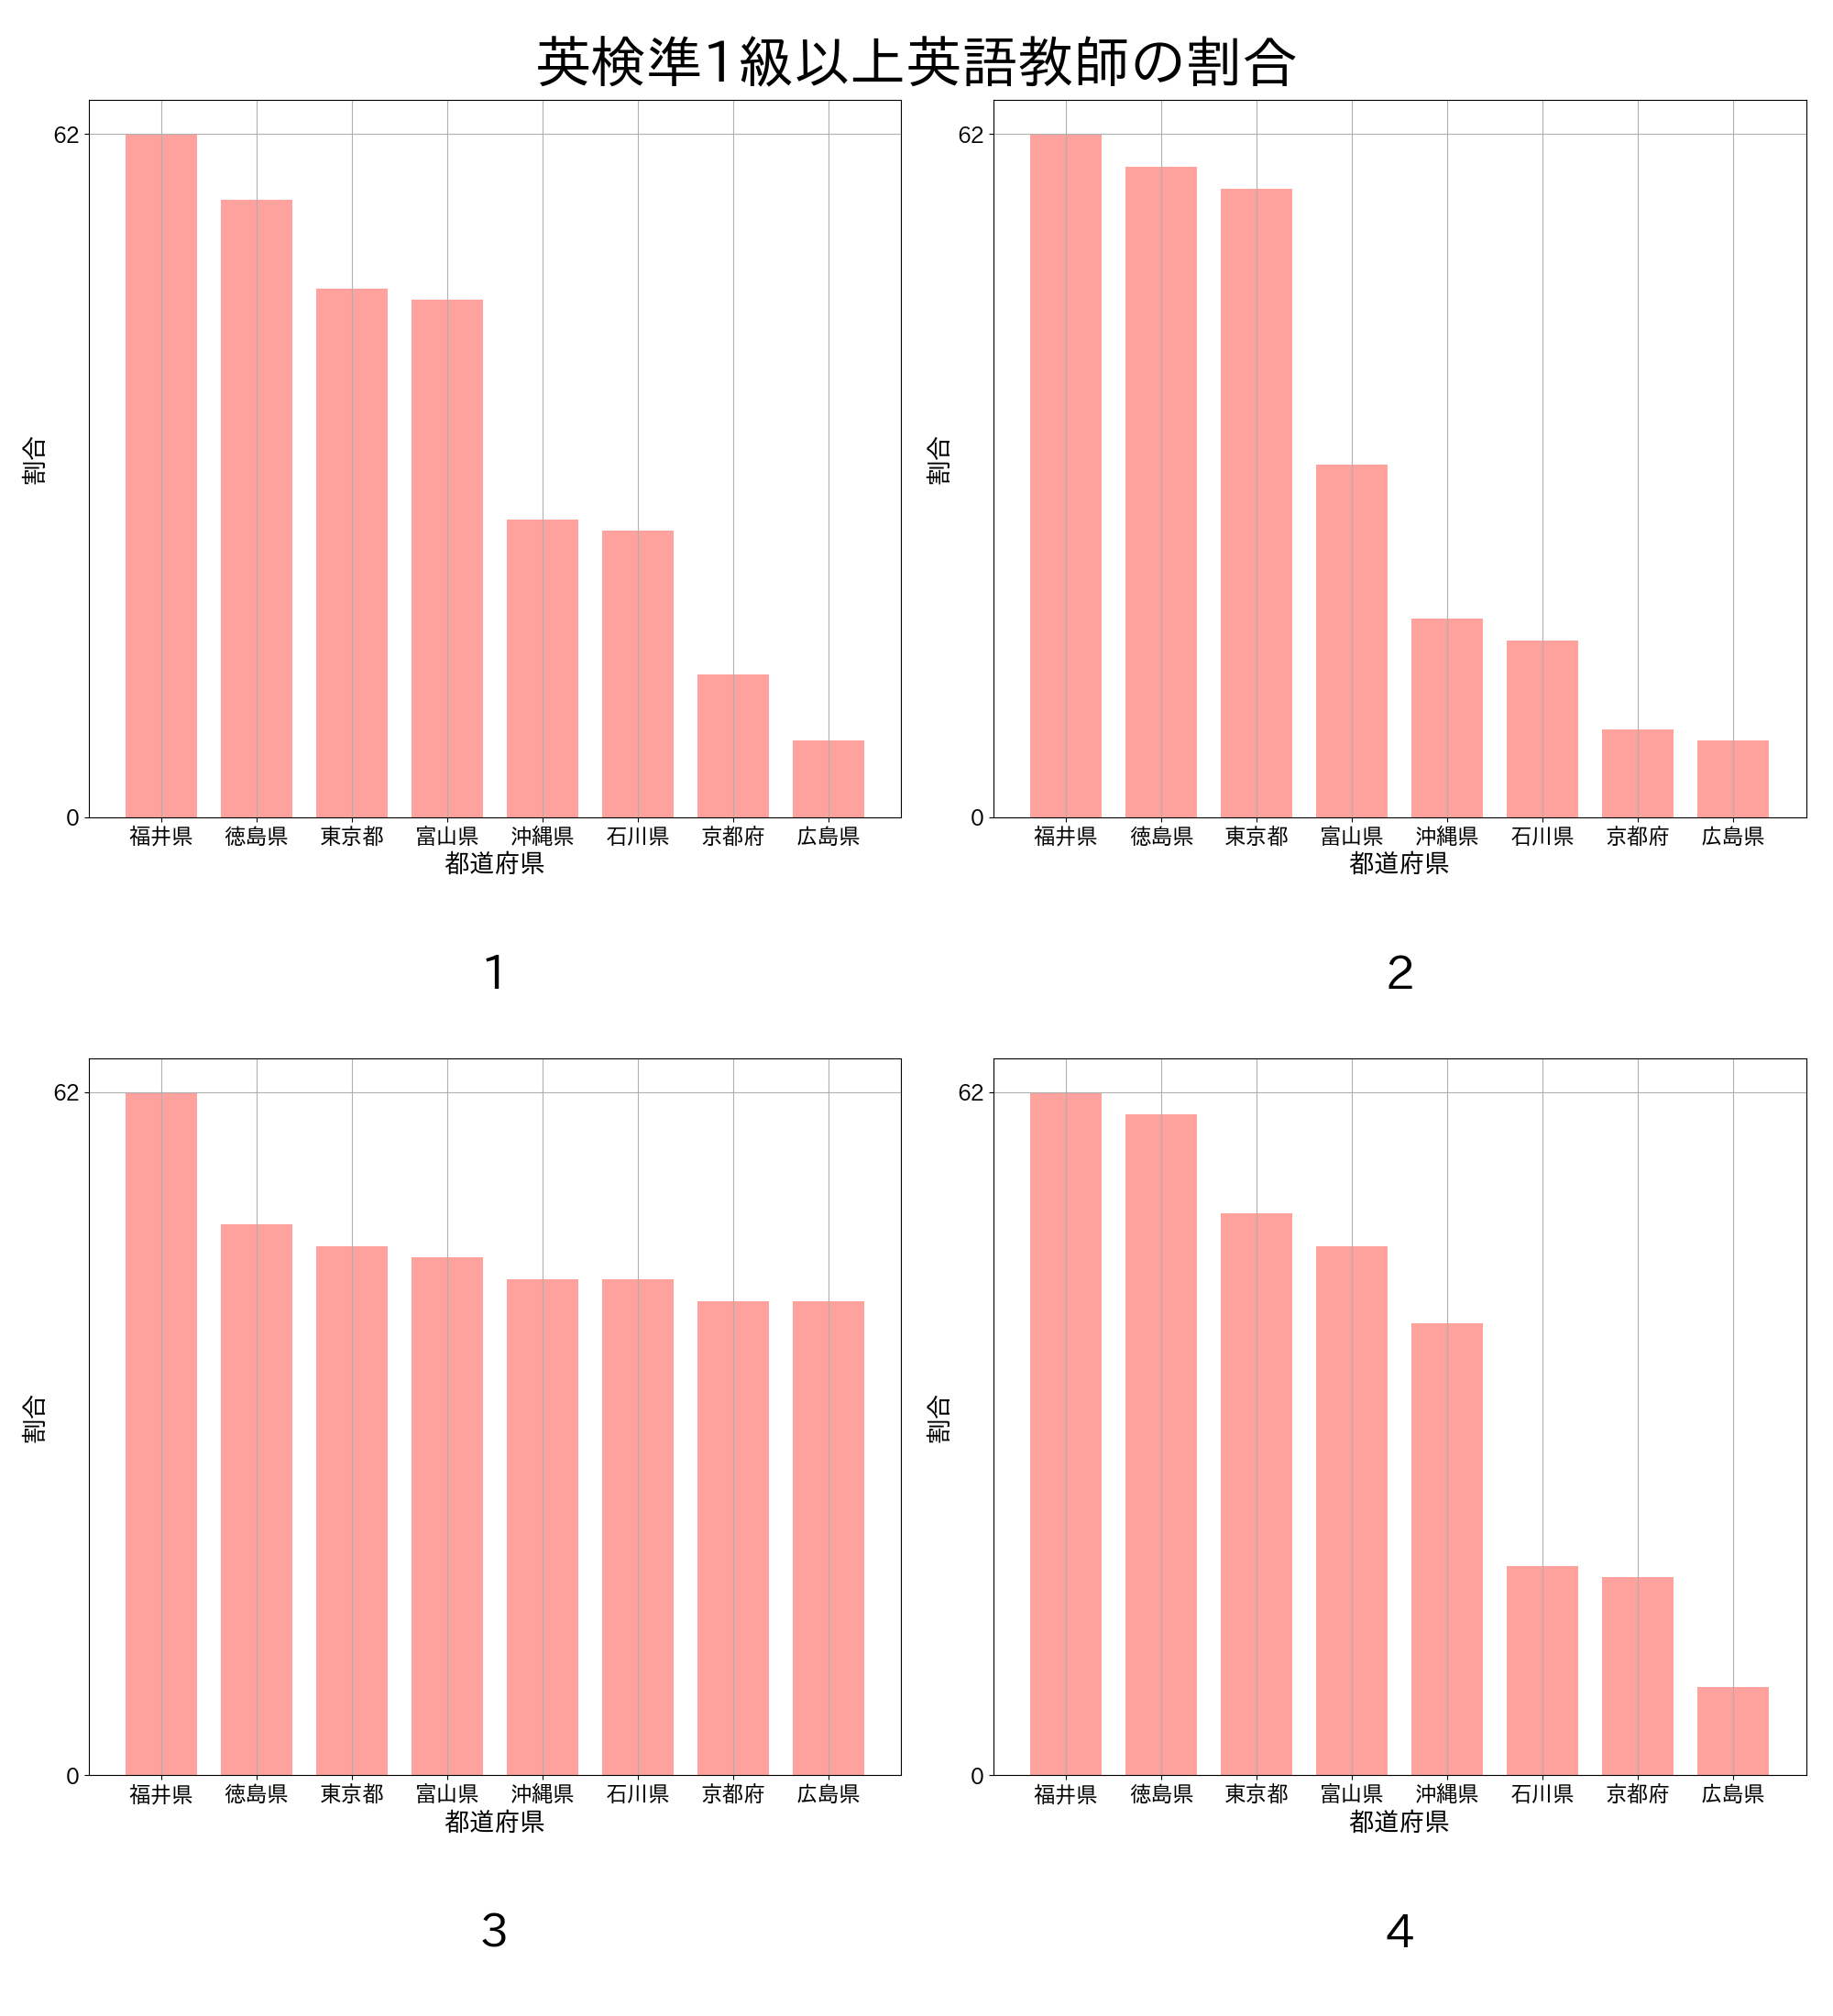 英検準1級以上英語教師の割合
62
割合
0
福井県 徳島県 東京都 富山県 沖縄県 石川県 京都府 広島県
都道府県
1
62
割合
0
福井県 徳島県 東京都 富山県 沖縄県 石川県 京都府 広島県
都道府県
2
62
割合
0
福井県 徳島県 東京都 富山県 沖縄県 石川県 京都府 広島県
都道府県
3
62
割合
0
福井県 徳島県 東京都 富山県 沖縄県 石川県 京都府 広島県
都道府県
4